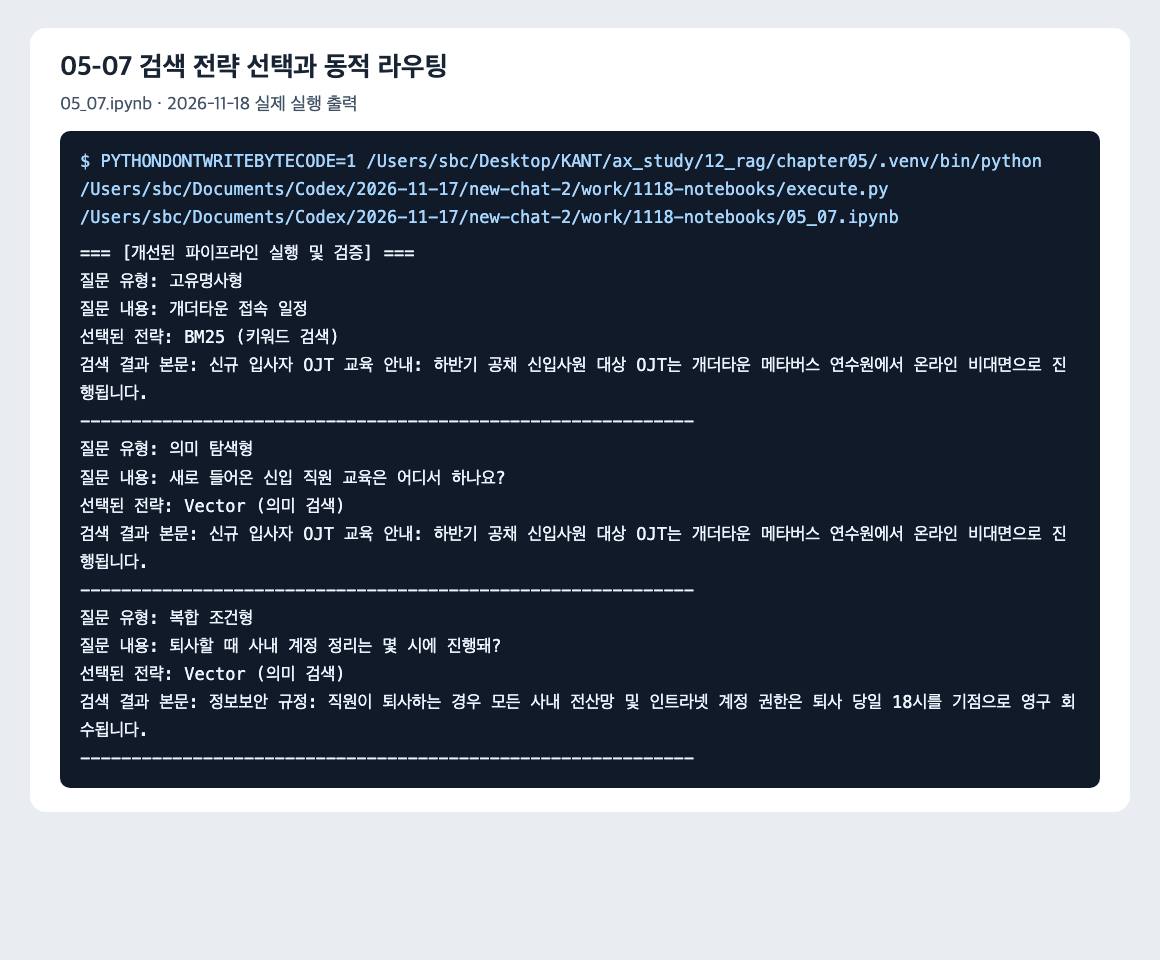 05-07 검색 전략 선택과 동적 라우팅
05_07.ipynb · 2026-11-18 실제 실행 출력
$ PYTHONDONTWRITEBYTECODE=1 /Users/sbc/Desktop/KANT/ax_study/12_rag/chapter05/.venv/bin/python
/Users/sbc/Documents/Codex/2026-11-17/new-chat-2/work/1118-notebooks/execute.py
/Users/sbc/Documents/Codex/2026-11-17/new-chat-2/work/1118-notebooks/05_07.ipynb
=== [개선된 파이프라인 실행 및 검증] ===
질문 유형: 고유명사형
질문 내용: 개더타운 접속 일정
선택된 전략: BM25 (키워드 검색)
검색 결과 본문: 신규 입사자 OJT 교육 안내: 하반기 공채 신입사원 대상 OJT는 개더타운 메타버스 연수원에서 온라인 비대면으로 진
행됩니다.
------------------------------------------------------------
질문 유형: 의미 탐색형
질문 내용: 새로 들어온 신입 직원 교육은 어디서 하나요?
선택된 전략: Vector (의미 검색)
검색 결과 본문: 신규 입사자 OJT 교육 안내: 하반기 공채 신입사원 대상 OJT는 개더타운 메타버스 연수원에서 온라인 비대면으로 진
행됩니다.
------------------------------------------------------------
질문 유형: 복합 조건형
질문 내용: 퇴사할 때 사내 계정 정리는 몇 시에 진행돼?
선택된 전략: Vector (의미 검색)
검색 결과 본문: 정보보안 규정: 직원이 퇴사하는 경우 모든 사내 전산망 및 인트라넷 계정 권한은 퇴사 당일 18시를 기점으로 영구 회
수됩니다.
------------------------------------------------------------